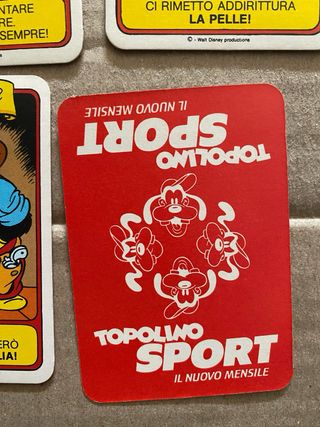 NTARE
RE.
SEMPRE!
CI RIMETTO ADDIRITTURA
LA PELLE!
© - Walt Disney productions
TOPOLINO
SPORT
IL NUOVO MENSILE
TOPOLINO
SPORT
IL NUOVO MENSILE
ERÒ
LIA!